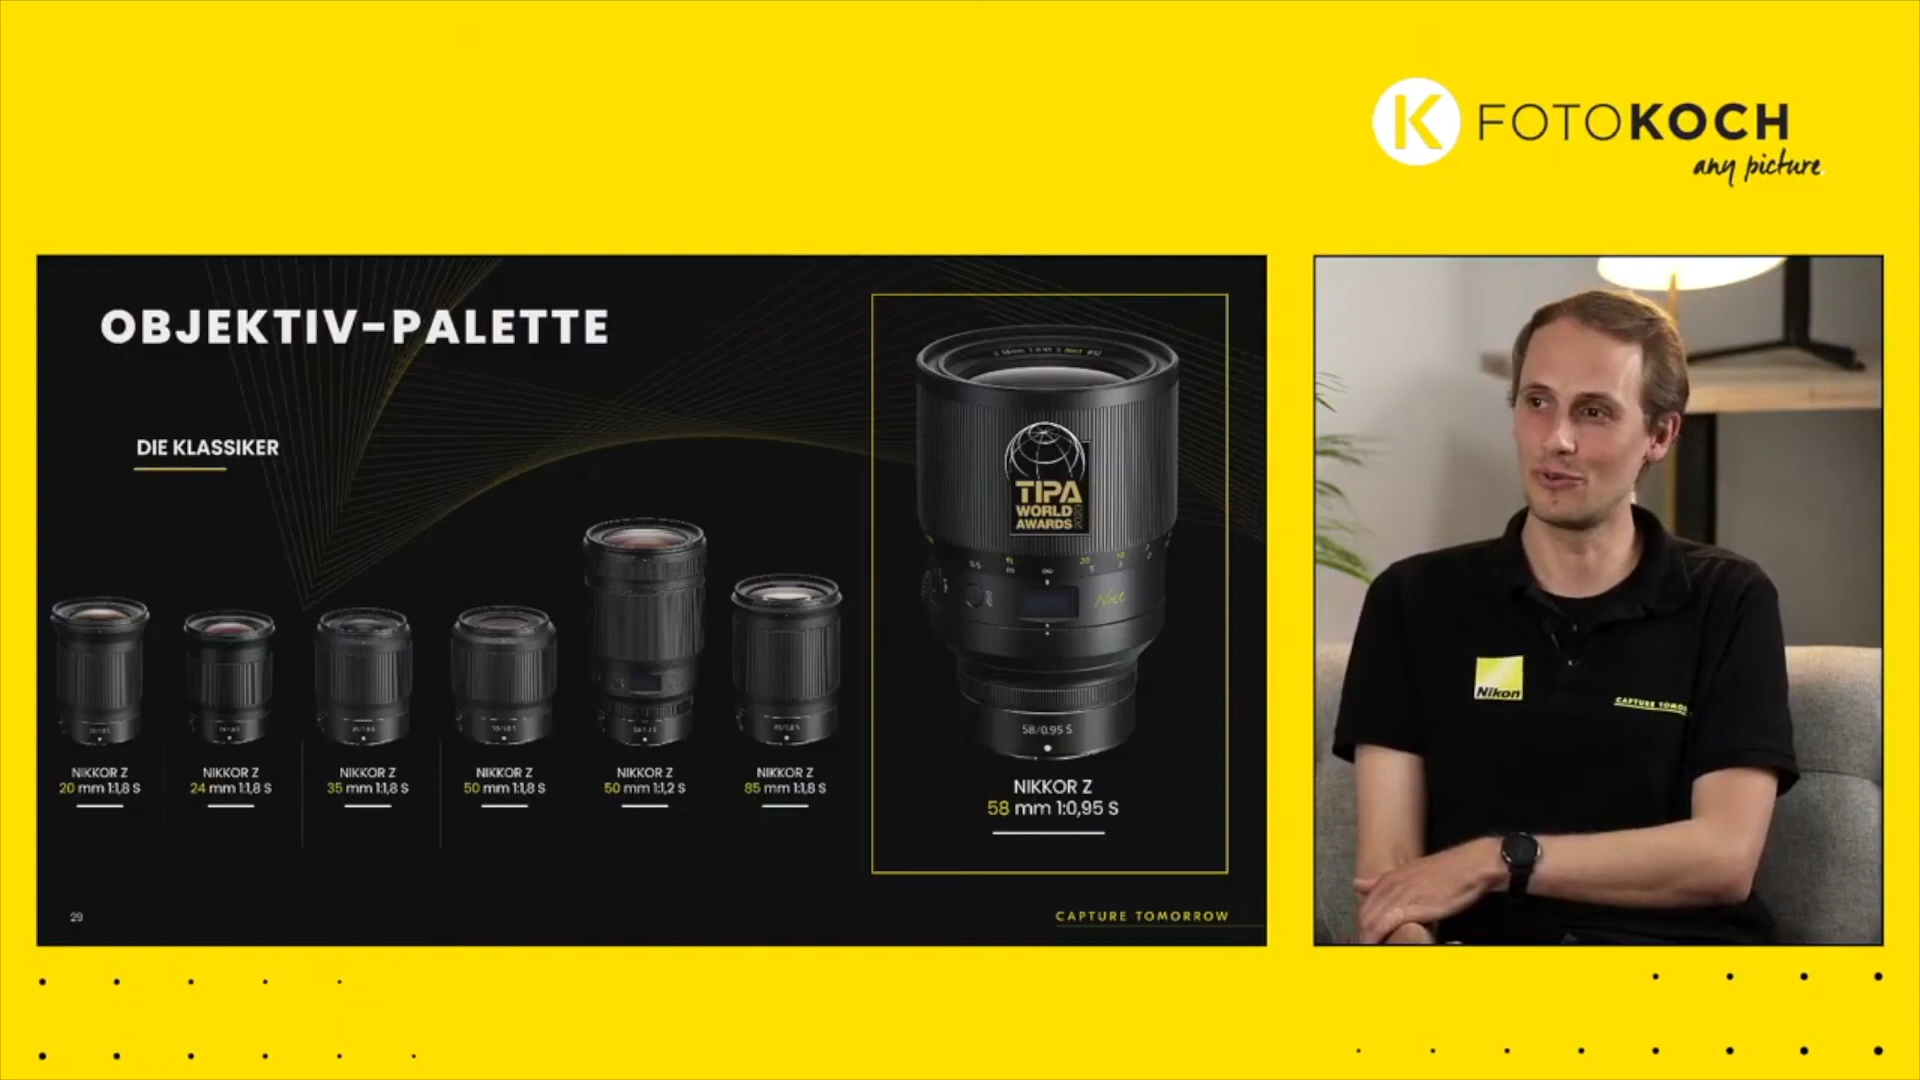 K FOTOKOCH
any picture.
OBJEKTIV-PALETTE
DIE KLASSIKER
TIPA
WORLD
AWARDS
Noct
58/0.95 S
NIKKOR Z
20 mm 1:1,8 S
NIKKOR Z
24 mm 1:1,8 S
NIKKOR Z
35 mm 1:1,8 S
NIKKOR Z
50 mm 1:1,8 S
NIKKOR Z
50 mm 1:1,2 S
NIKKOR Z
85 mm 1:1,8 S
NIKKOR Z
58 mm 1:0,95 S
29
CAPTURE TOMORROW
Nikon
CAPTURE